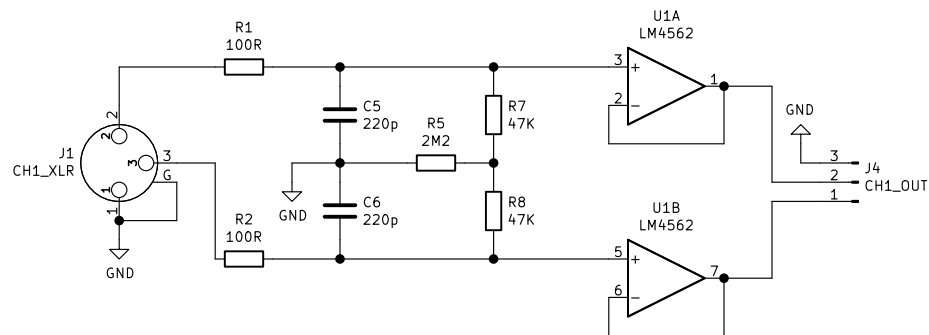 R1
100R
U1A
LM4562
3
+
1
2
−
2
2
C5
220p
R5
2M2
R7
47K
GND
J1
CH1_XLR
3
3
G
1
1
GND
GND
C6
220p
R8
47K
3
2
1
J4
CH1_OUT
R2
100R
U1B
LM4562
5
+
7
6
−